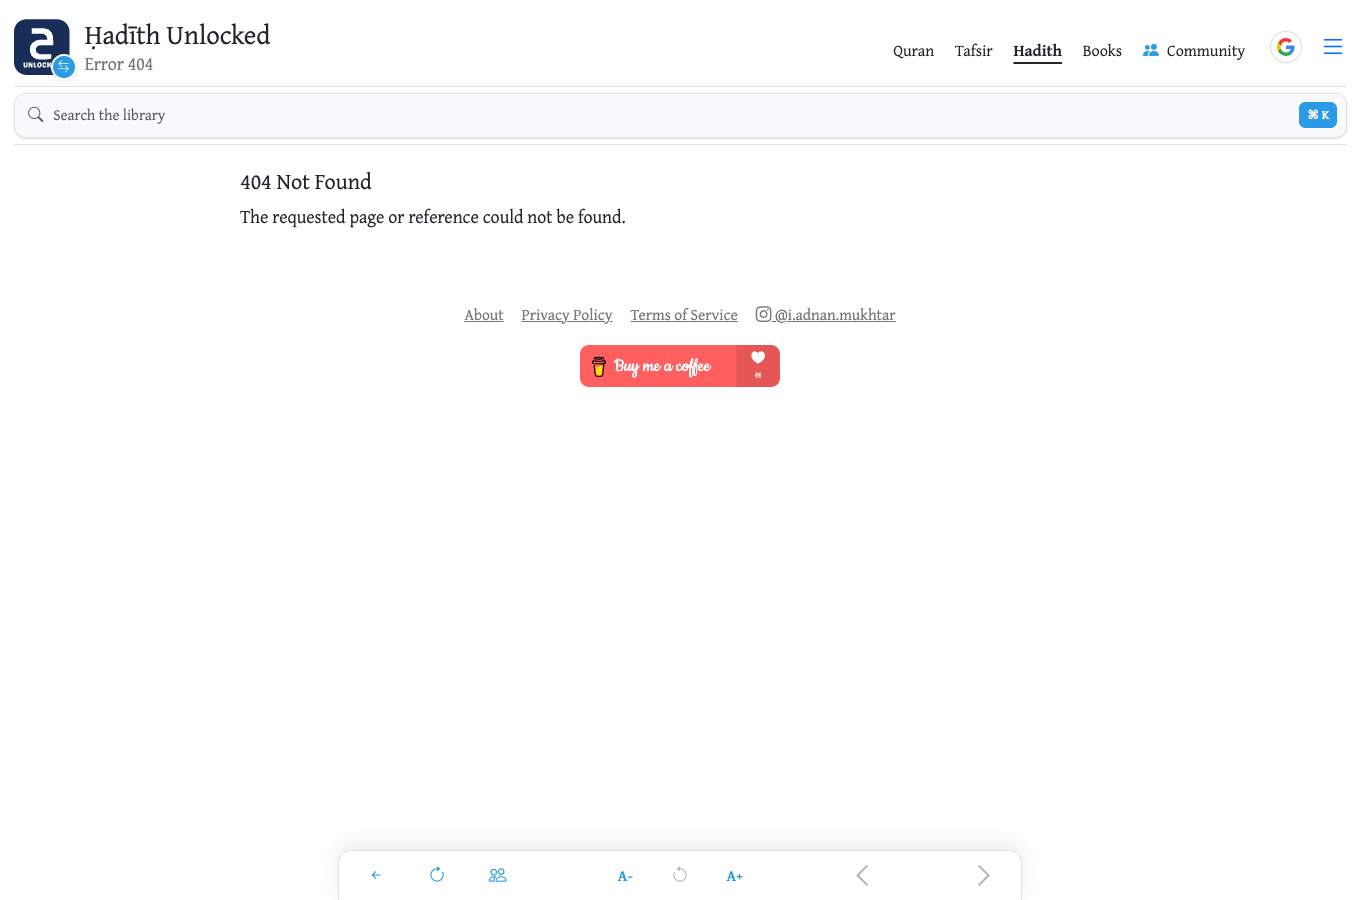 Ḥadīth Unlocked
Error 404
Quran Tafsir Hadith Books Community
Search the library
⌘ K
404 Not Found
The requested page or reference could not be found.
About Privacy Policy Terms of Service @i.adnan.mukhtar
Buy me a coffee
A- A+